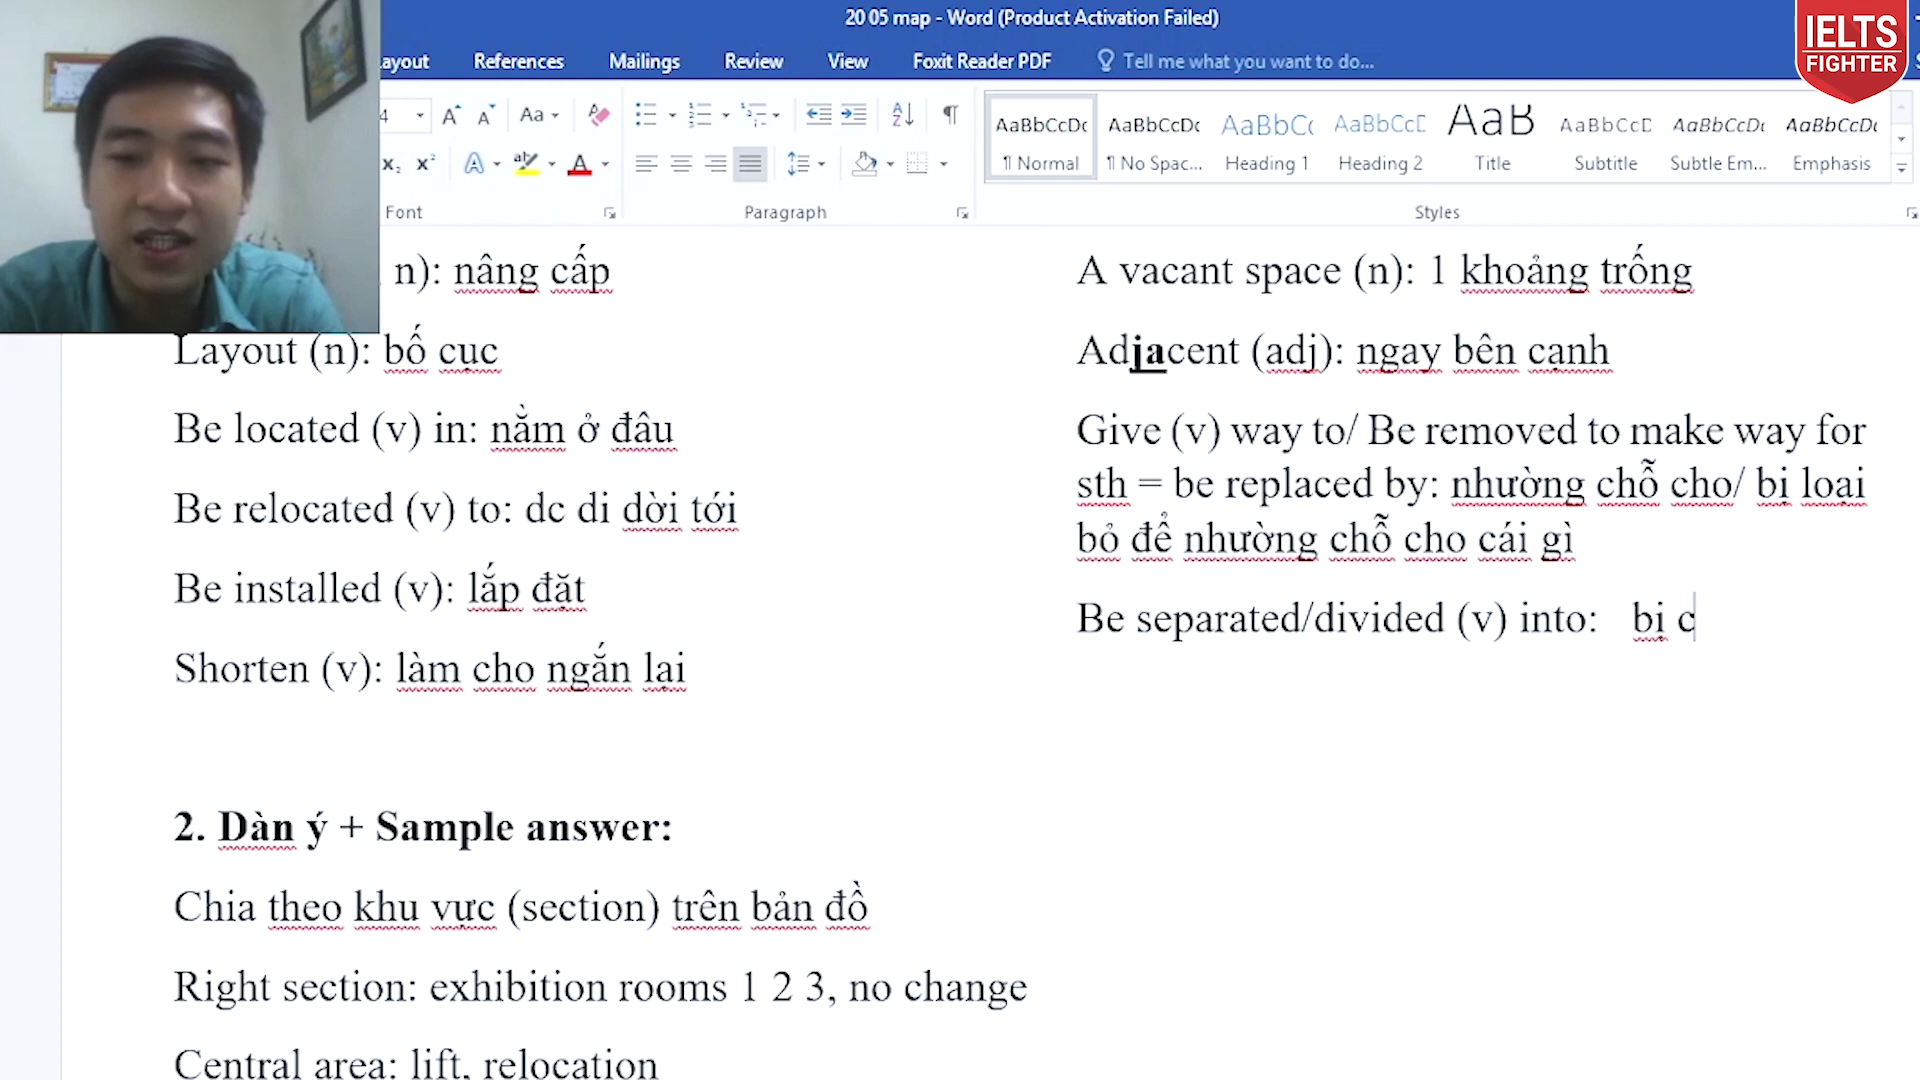 20 05 map - Word (Product Activation Failed)
IELTS
FIGHTER
ayout References Mailings Review View Foxit Reader PDF Tell me what you want to do...
4 Aa
AaBbCcDc AaBbCcDc AaBbC AaBbCcD AaB AaBbCcD AaBbCcDc AaBbCcDc
¶ Normal ¶ No Spac... Heading 1 Heading 2 Title Subtitle Subtle Em... Emphasis
Font Paragraph Styles
n): nâng cấp
Layout (n): bố cục
Be located (v) in: nằm ở đâu
Be relocated (v) to: dc di dời tới
Be installed (v): lắp đặt
Shorten (v): làm cho ngắn lại
A vacant space (n): 1 khoảng trống
Adjacent (adj): ngay bên cạnh
Give (v) way to/ Be removed to make way for
sth = be replaced by: nhường chỗ cho/ bị loại
bỏ để nhường chỗ cho cái gì
Be separated/divided (v) into: bị c
2. Dàn ý + Sample answer:
Chia theo khu vực (section) trên bản đồ
Right section: exhibition rooms 1 2 3, no change
Central area: lift, relocation